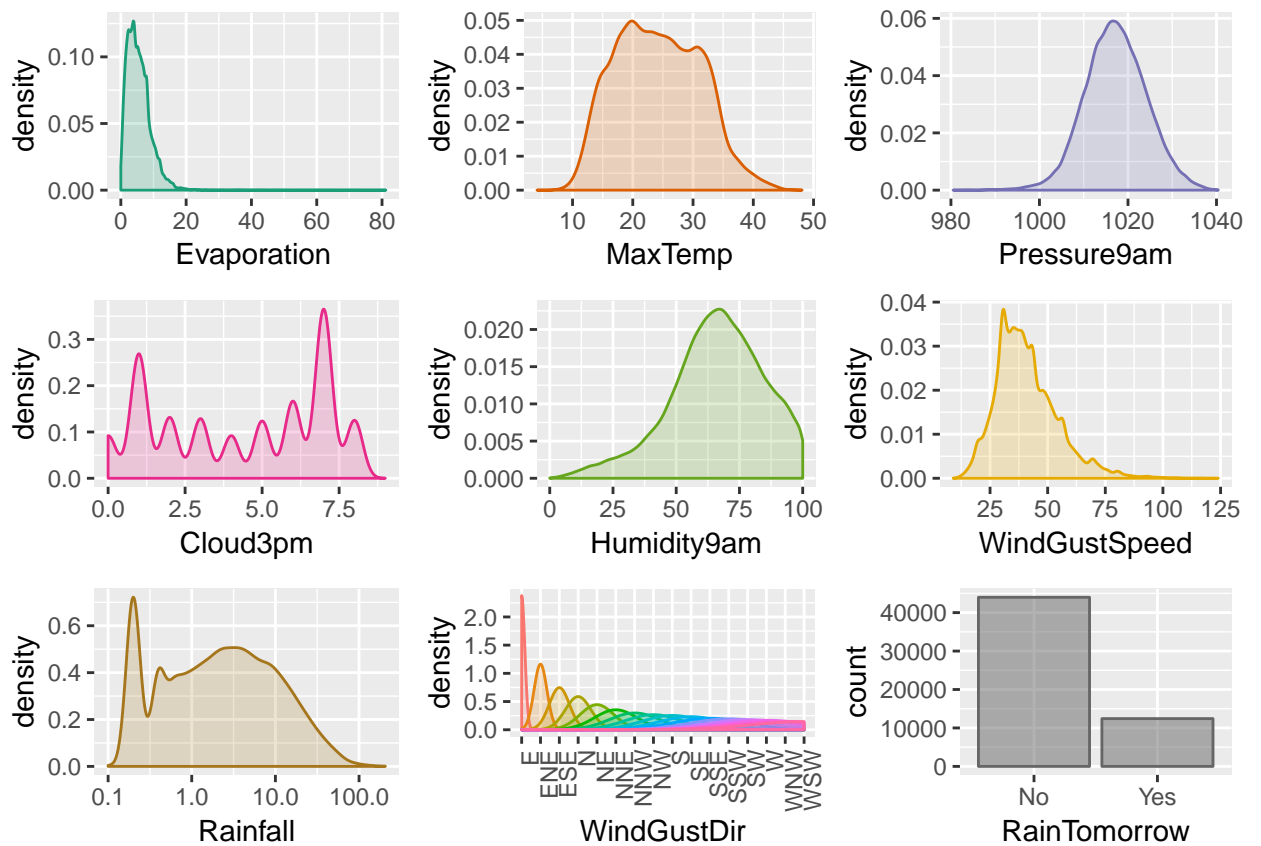 density
0.10
0.05
0.00
0 20 40 60 80
Evaporation
density
0.05
0.04
0.03
0.02
0.01
0.00
10 20 30 40 50
MaxTemp
density
0.06
0.04
0.02
0.00
980 1000 1020 1040
Pressure9am
density
0.3
0.2
0.1
0.0
0.0 2.5 5.0 7.5
Cloud3pm
density
0.020
0.015
0.010
0.005
0.000
0 25 50 75 100
Humidity9am
density
0.04
0.03
0.02
0.01
0.00
25 50 75 100 125
WindGustSpeed
density
0.6
0.4
0.2
0.0
0.1 1.0 10.0 100.0
Rainfall
density
2.0
1.5
1.0
0.5
0.0
E ENE ESE N NE NNE NNW NW S SE SSE SSW SW W WNW WSW
WindGustDir
count
40000
30000
20000
10000
0
No Yes
RainTomorrow